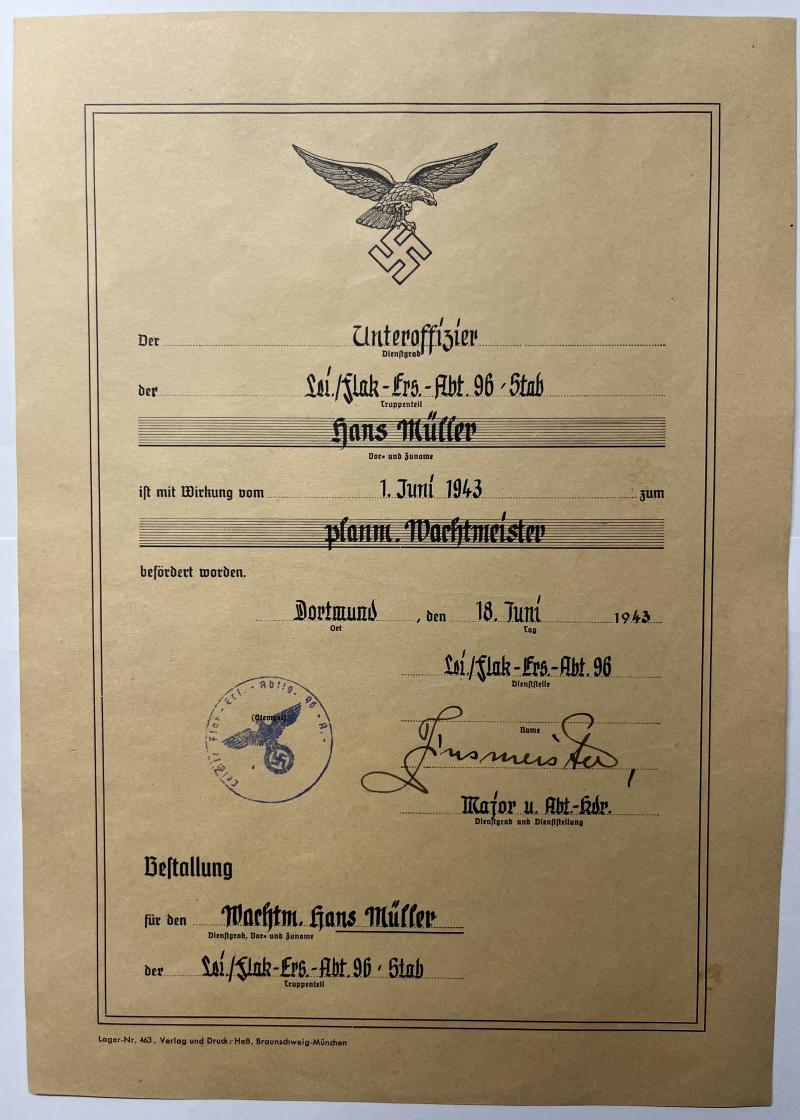 Der Unteroffizier
Dienstgrad
der Lei./Flak-Ers.-Abt. 96 · Stab
Truppenteil
Hans Müller
Vor- und Zuname
ist mit Wirkung vom 1. Juni 1943 zum
planm. Wachtmeister
befördert worden.
Dortmund, den 18. Juni 1943
Ort Tag
Lei./Flak-Ers.-Abt. 96
Dienststelle
(Stempel)
Name
Zinsmeister,
Major u. Abt.-Kdr.
Dienstgrad und Dienststellung
Bestallung
für den Wachtm. Hans Müller
Dienstgrad, Vor- und Zuname
der Lei./Flak-Ers.-Abt. 96 · Stab
Truppenteil
Lager-Nr. 463. Verlag und Druck: Heß, Braunschweig-München